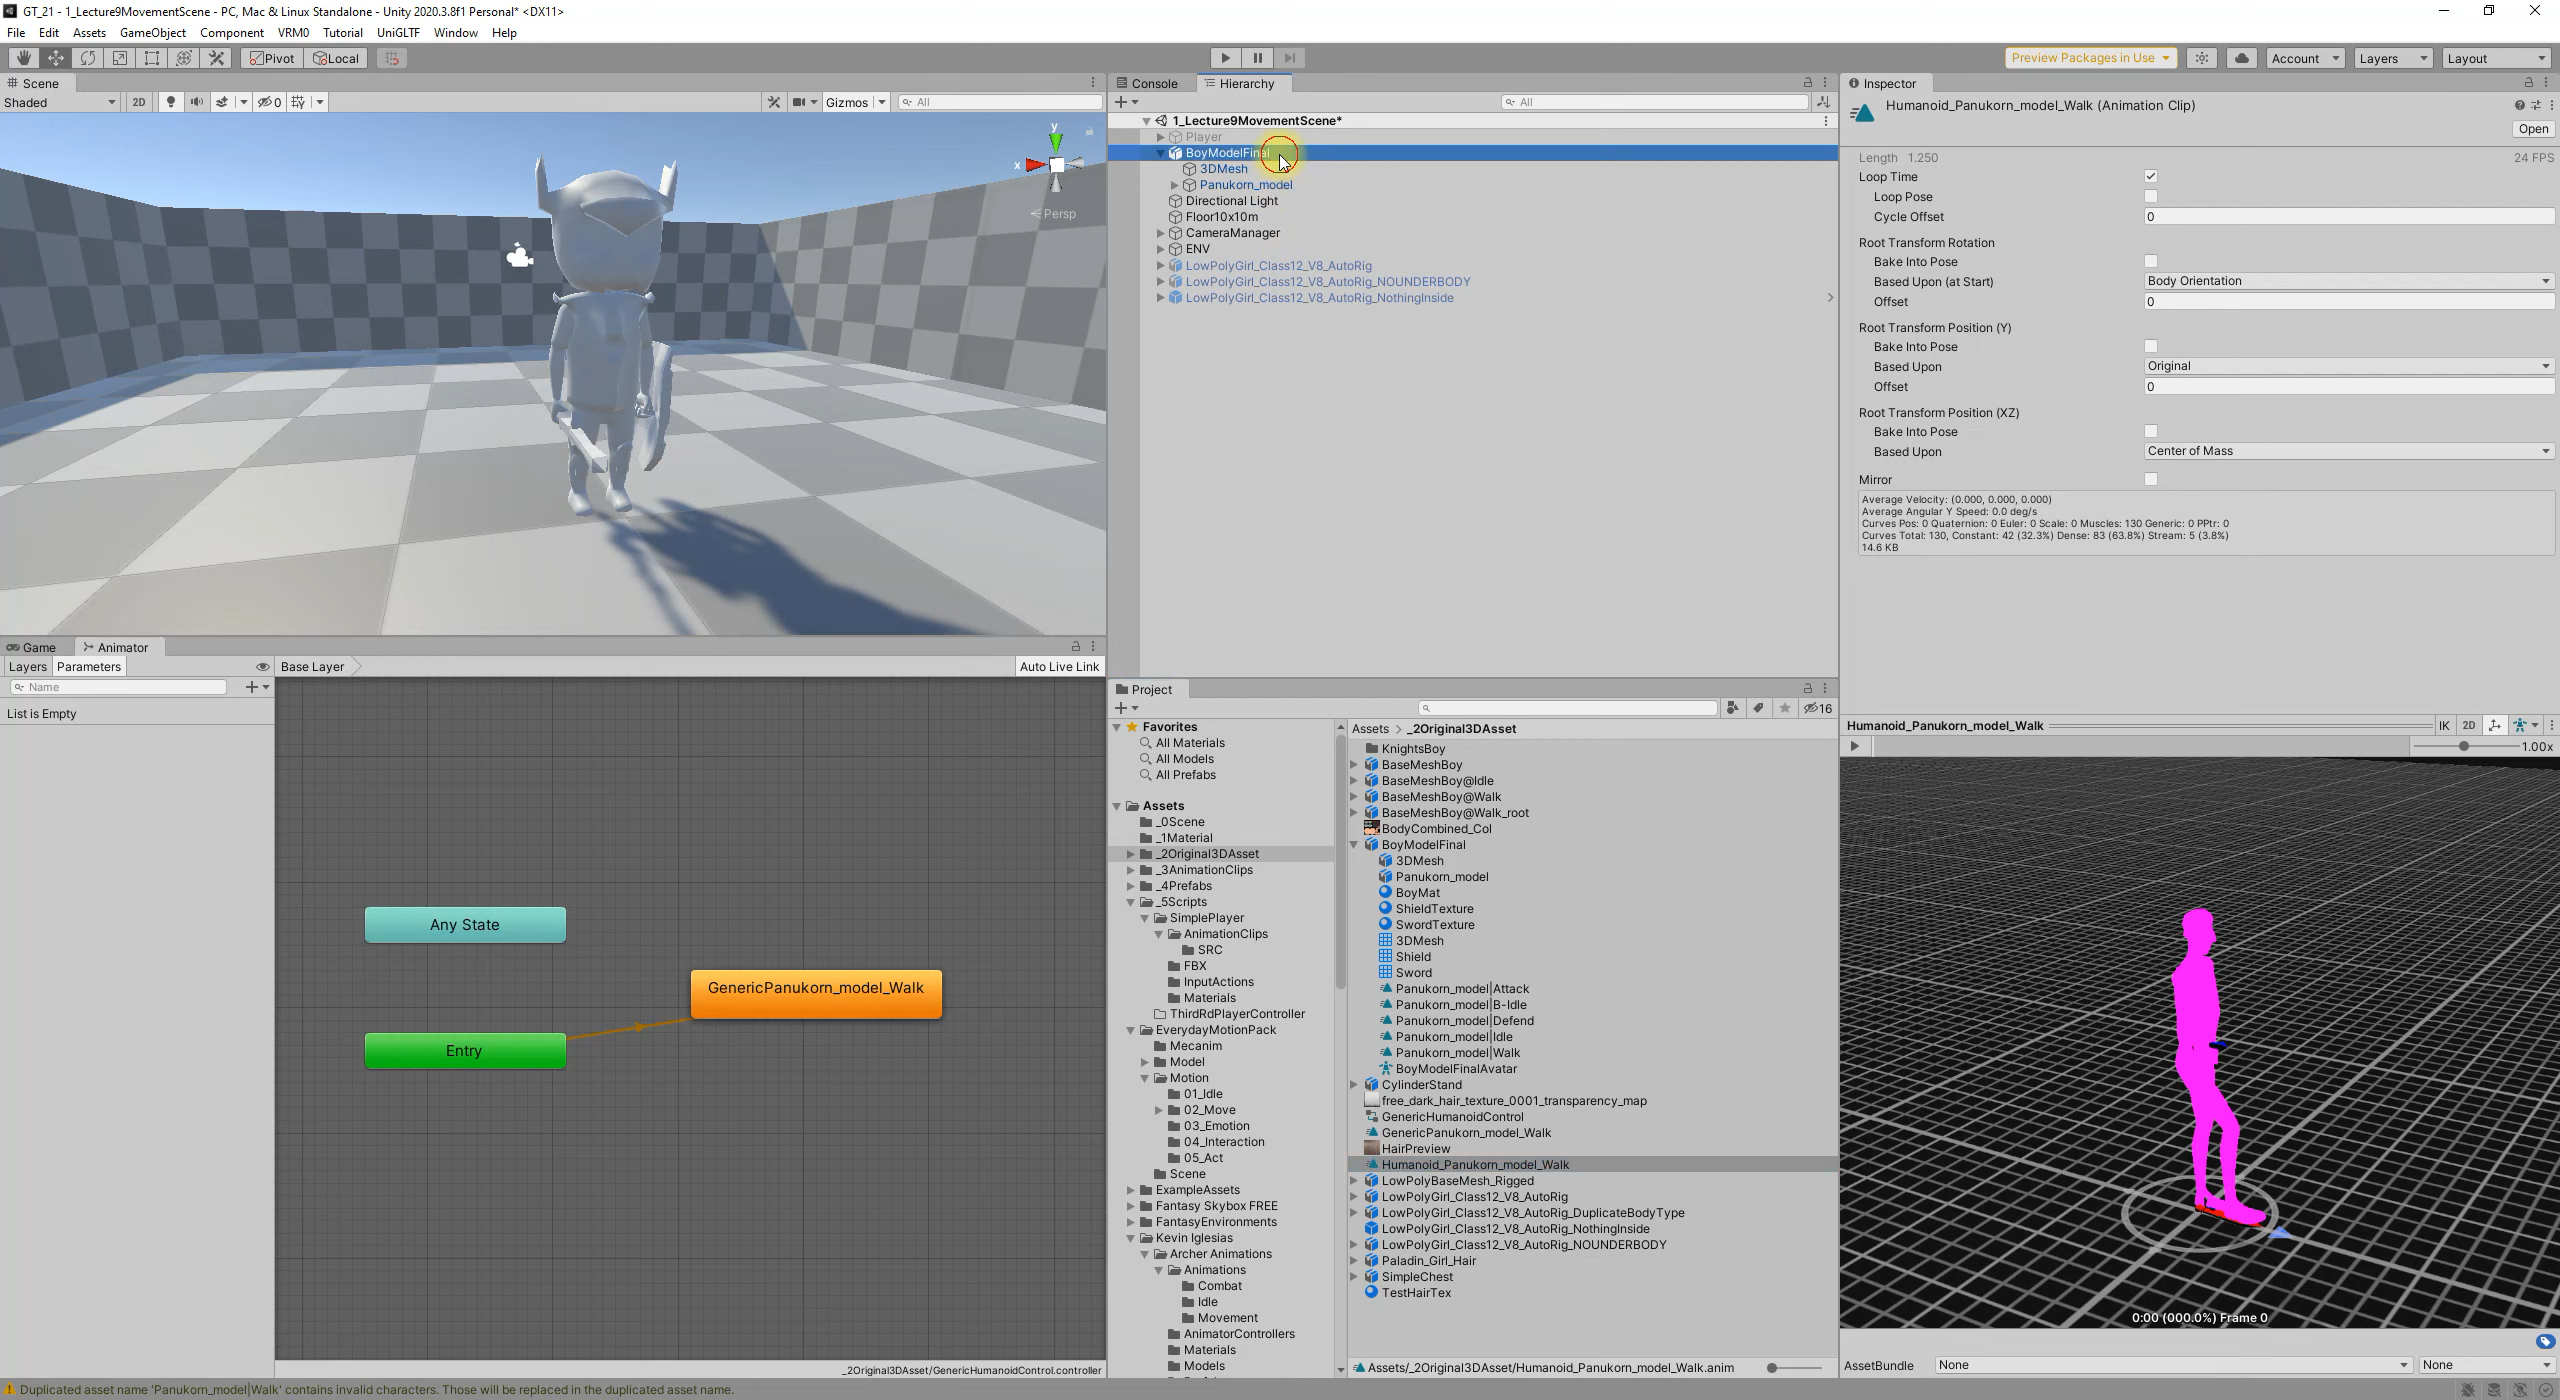 GT_21 - 1_Lecture9MovementScene - PC, Mac & Linux Standalone - Unity 2020.3.8f1 Personal* <DX11>
File Edit Assets GameObject Component VRM0 Tutorial UniGLTF Window Help
Pivot Local Preview Packages in Use Account Layers Layout
Scene
Shaded 2D 0 Gizmos All
y
x
Persp
Console Hierarchy
All
1_Lecture9MovementScene*
Player
BoyModelFinal
3DMesh
Panukorn_model
Directional Light
Floor10x10m
CameraManager
ENV
LowPolyGirl_Class12_V8_AutoRig
LowPolyGirl_Class12_V8_AutoRig_NOUNDERBODY
LowPolyGirl_Class12_V8_AutoRig_NothingInside
Inspector
Humanoid_Panukorn_model_Walk (Animation Clip)
Open
Length 1.250 24 FPS
Loop Time
Loop Pose
Cycle Offset 0
Root Transform Rotation
Bake Into Pose
Based Upon (at Start) Body Orientation
Offset 0
Root Transform Position (Y)
Bake Into Pose
Based Upon Original
Offset 0
Root Transform Position (XZ)
Bake Into Pose
Based Upon Center of Mass
Mirror
Average Velocity: (0.000, 0.000, 0.000)
Average Angular Y Speed: 0.0 deg/s
Curves Pos: 0 Quaternion: 0 Euler: 0 Scale: 0 Muscles: 130 Generic: 0 PPtr: 0
Curves Total: 130, Constant: 42 (32.3%) Dense: 83 (63.8%) Stream: 5 (3.8%)
14.6 KB
Game Animator
Layers Parameters Base Layer Auto Live Link
Name
List is Empty
Any State
GenericPanukorn_model_Walk
Entry
_2Original3DAsset/GenericHumanoidControl.controller
Project
16
Favorites
All Materials
All Models
All Prefabs
Assets
_0Scene
_1Material
_2Original3DAsset
_3AnimationClips
_4Prefabs
_5Scripts
SimplePlayer
AnimationClips
SRC
FBX
InputActions
Materials
ThirdRdPlayerController
EverydayMotionPack
Mecanim
Model
Motion
01_Idle
02_Move
03_Emotion
04_Interaction
05_Act
Scene
ExampleAssets
Fantasy Skybox FREE
FantasyEnvironments
Kevin Iglesias
Archer Animations
Animations
Combat
Idle
Movement
AnimatorControllers
Materials
Models
Assets > _2Original3DAsset
KnightsBoy
BaseMeshBoy
BaseMeshBoy@Idle
BaseMeshBoy@Walk
BaseMeshBoy@Walk_root
BodyCombined_Col
BoyModelFinal
3DMesh
Panukorn_model
BoyMat
ShieldTexture
SwordTexture
3DMesh
Shield
Sword
Panukorn_model|Attack
Panukorn_model|B-Idle
Panukorn_model|Defend
Panukorn_model|Idle
Panukorn_model|Walk
BoyModelFinalAvatar
CylinderStand
free_dark_hair_texture_0001_transparency_map
GenericHumanoidControl
GenericPanukorn_model_Walk
HairPreview
Humanoid_Panukorn_model_Walk
LowPolyBaseMesh_Rigged
LowPolyGirl_Class12_V8_AutoRig
LowPolyGirl_Class12_V8_AutoRig_DuplicateBodyType
LowPolyGirl_Class12_V8_AutoRig_NothingInside
LowPolyGirl_Class12_V8_AutoRig_NOUNDERBODY
Paladin_Girl_Hair
SimpleChest
TestHairTex
Assets/_2Original3DAsset/Humanoid_Panukorn_model_Walk.anim
Humanoid_Panukorn_model_Walk IK 2D
1.00x
0:00 (000.0%) Frame 0
AssetBundle None None
Duplicated asset name 'Panukorn_model|Walk' contains invalid characters. Those will be replaced in the duplicated asset name.